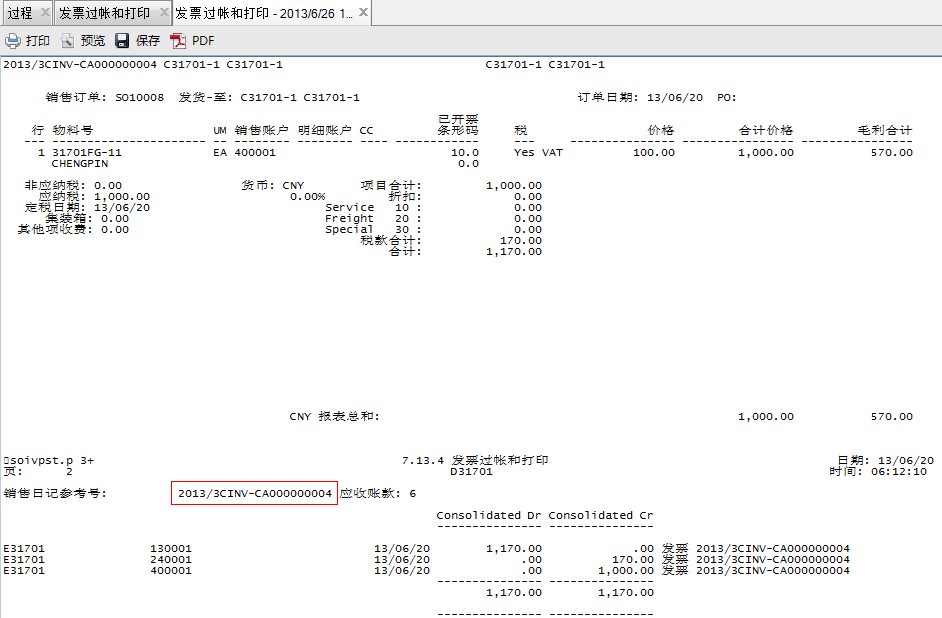 过程 发票过帐和打印 发票过帐和打印 - 2013/6/26 1...
打印 预览 保存 PDF
2013/3CINV-CA000000004 C31701-1 C31701-1 C31701-1 C31701-1
销售订单: SO10008 发货-至: C31701-1 C31701-1 订单日期: 13/06/20 PO:
已开票
行 物料号 UM 销售账户 明细账户 CC 条形码 税 价格 合计价格 毛利合计
--- ---------------------- -- -------- -------- ---- ------------ --- --------------- ---------------- ----------------
1 31701FG-11 EA 400001 10.0 Yes VAT 100.00 1,000.00 570.00
CHENGPIN 0.0
非应纳税: 0.00 货币: CNY 项目合计: 1,000.00
应纳税: 1,000.00 0.00% 折扣: 0.00
定税日期: 13/06/20 Service 10 : 0.00
集装箱: 0.00 Freight 20 : 0.00
其他项收费: 0.00 Special 30 : 0.00
税款合计: 170.00
合计: 1,170.00
CNY 报表总和: 1,000.00 570.00
soivpst.p 3+ 7.13.4 发票过帐和打印 日期: 13/06/20
页: 2 D31701 时间: 06:12:10
销售日记参考号: 2013/3CINV-CA000000004 应收账款: 6
Consolidated Dr Consolidated Cr
--------------- ---------------
E31701 130001 13/06/20 1,170.00 .00 发票 2013/3CINV-CA000000004
E31701 240001 13/06/20 .00 170.00 发票 2013/3CINV-CA000000004
E31701 400001 13/06/20 .00 1,000.00 发票 2013/3CINV-CA000000004
--------------- ---------------
1,170.00 1,170.00
--------------- ---------------